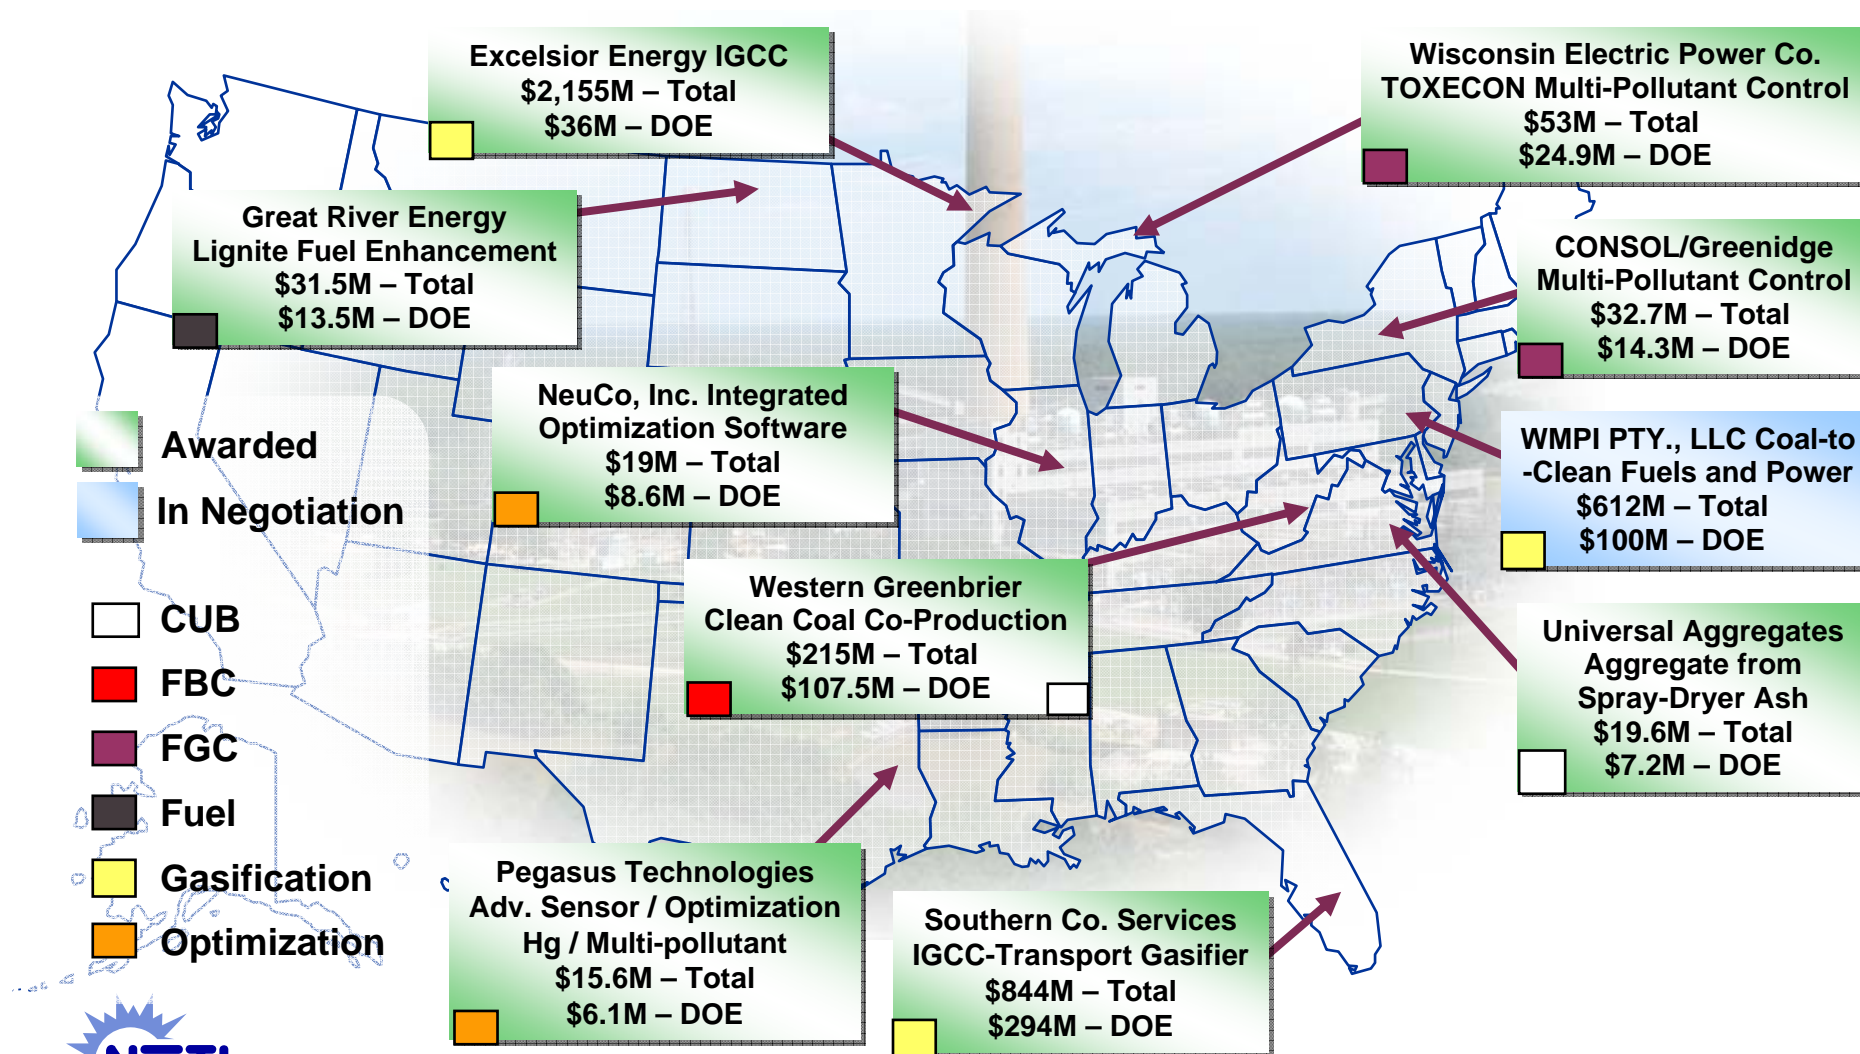 Excelsior Energy IGCC
$2,155M – Total
$36M – DOE
Wisconsin Electric Power Co.
TOXECON Multi-Pollutant Control
$53M – Total
$24.9M – DOE
Great River Energy
Lignite Fuel Enhancement
$31.5M – Total
$13.5M – DOE
CONSOL/Greenidge
Multi-Pollutant Control
$32.7M – Total
$14.3M – DOE
NeuCo, Inc. Integrated
Optimization Software
$19M – Total
$8.6M – DOE
WMPI PTY., LLC Coal-to
-Clean Fuels and Power
$612M – Total
$100M – DOE
Awarded
In Negotiation
Western Greenbrier
Clean Coal Co-Production
$215M – Total
$107.5M – DOE
Universal Aggregates
Aggregate from
Spray-Dryer Ash
$19.6M – Total
$7.2M – DOE
CUB
FBC
FGC
Fuel
Gasification
Optimization
Pegasus Technologies
Adv. Sensor / Optimization
Hg / Multi-pollutant
$15.6M – Total
$6.1M – DOE
Southern Co. Services
IGCC-Transport Gasifier
$844M – Total
$294M – DOE
NETL